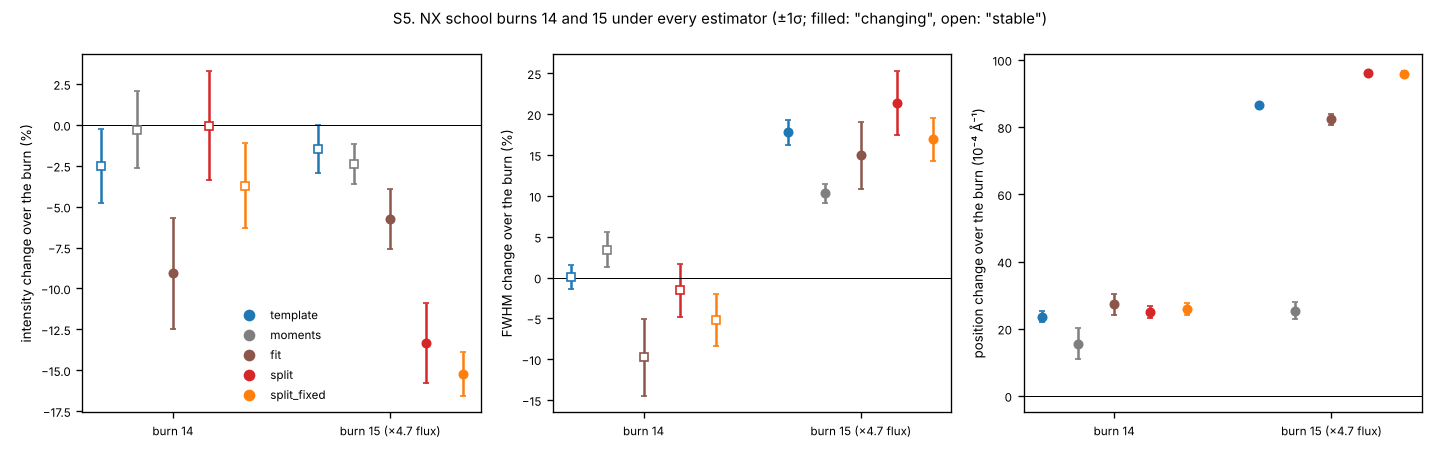 S5. NX school burns 14 and 15 under every estimator (±1σ; filled: "changing", open: "stable")
intensity change over the burn (%)
2.5
0.0
−2.5
−5.0
−7.5
−10.0
−12.5
−15.0
−17.5
template
moments
fit
split
split_fixed
burn 14
burn 15 (×4.7 flux)
FWHM change over the burn (%)
25
20
15
10
5
0
−5
−10
−15
burn 14
burn 15 (×4.7 flux)
position change over the burn (10⁻⁴ Å⁻¹)
100
80
60
40
20
0
burn 14
burn 15 (×4.7 flux)